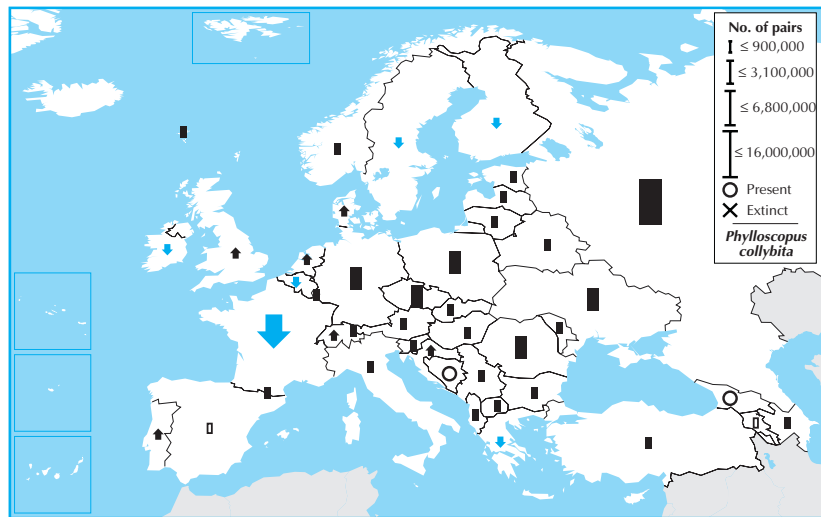 No. of pairs
≤ 900,000
≤ 3,100,000
≤ 6,800,000
≤ 16,000,000
Present
Extinct
Phylloscopus
collybita